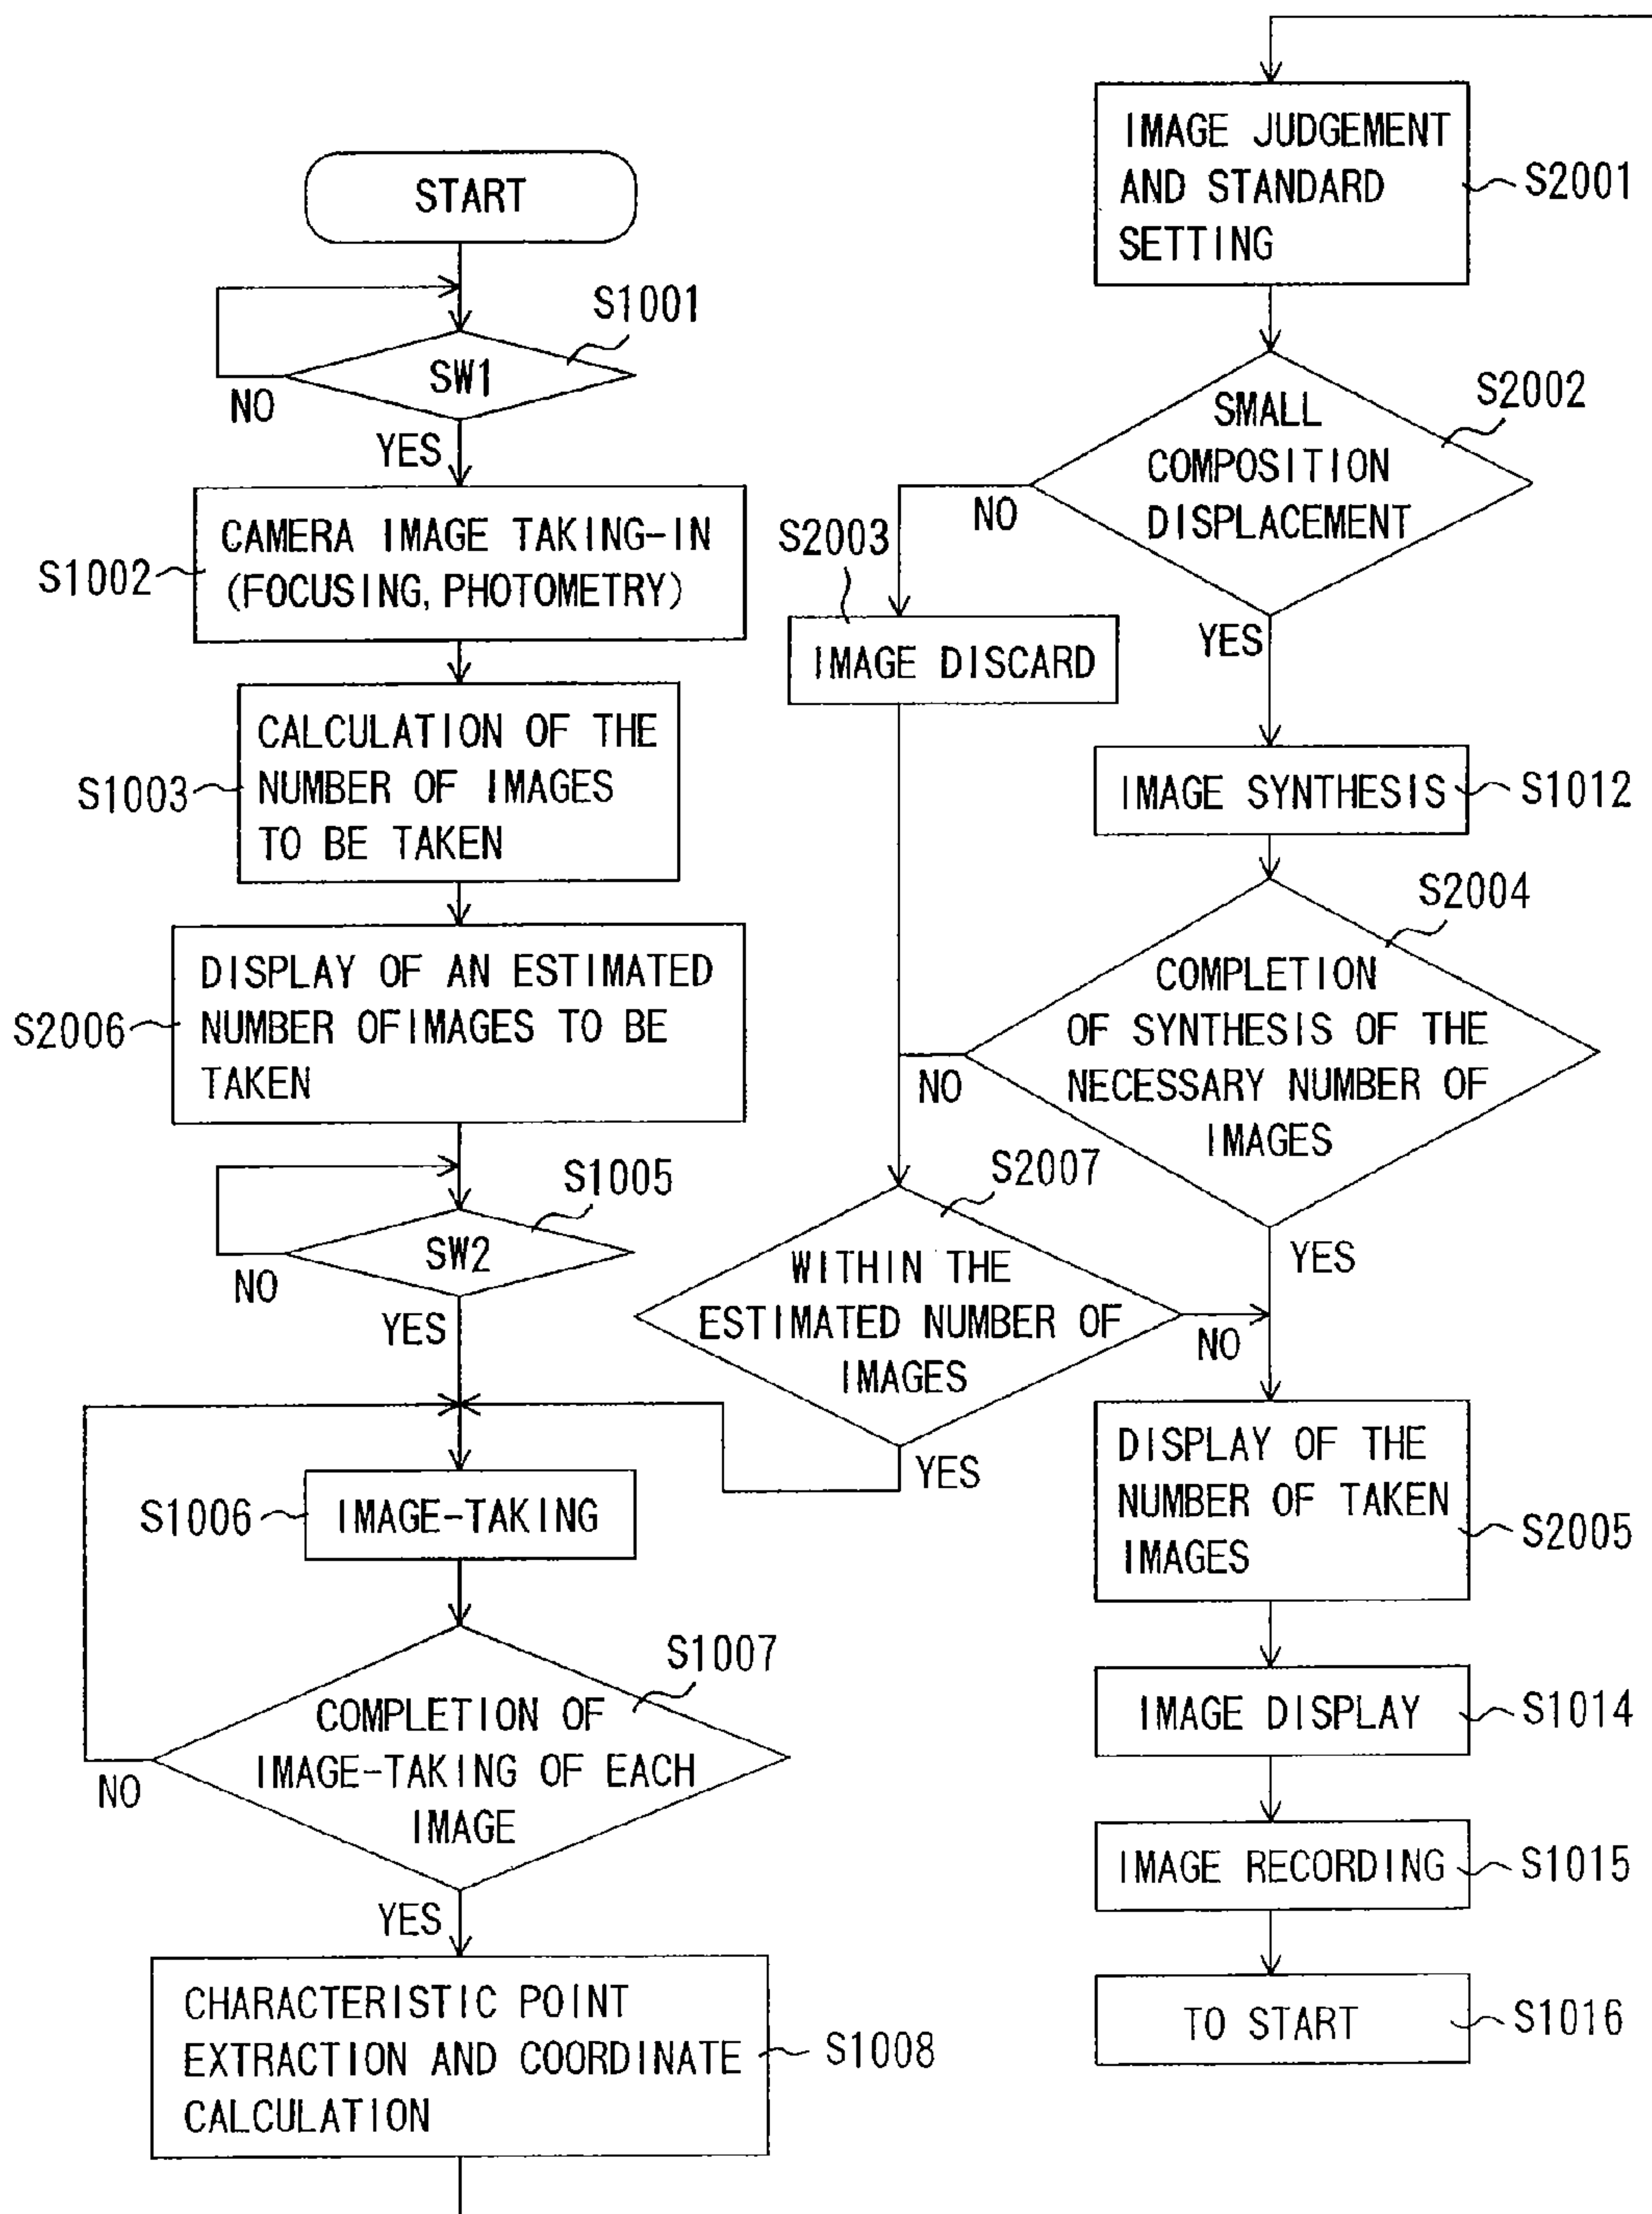 START
S1001
SW1
NO
YES
CAMERA IMAGE TAKING-IN
(FOCUSING, PHOTOMETRY)
S1002
CALCULATION OF THE
NUMBER OF IMAGES
TO BE TAKEN
S1003
DISPLAY OF AN ESTIMATED
NUMBER OFIMAGES TO BE
TAKEN
S2006
S1005
SW2
NO
YES
S1006
IMAGE-TAKING
S1007
COMPLETION OF
IMAGE-TAKING OF EACH
IMAGE
NO
YES
CHARACTERISTIC POINT
EXTRACTION AND COORDINATE
CALCULATION
S1008
IMAGE JUDGEMENT
AND STANDARD
SETTING
S2001
S2002
SMALL
COMPOSITION
DISPLACEMENT
NO
YES
S2003
IMAGE DISCARD
IMAGE SYNTHESIS
S1012
S2004
COMPLETION
OF SYNTHESIS OF THE
NECESSARY NUMBER OF
IMAGES
NO
YES
S2007
WITHIN THE
ESTIMATED NUMBER OF
IMAGES
NO
YES
DISPLAY OF THE
NUMBER OF TAKEN
IMAGES
S2005
IMAGE DISPLAY
S1014
IMAGE RECORDING
S1015
TO START
S1016